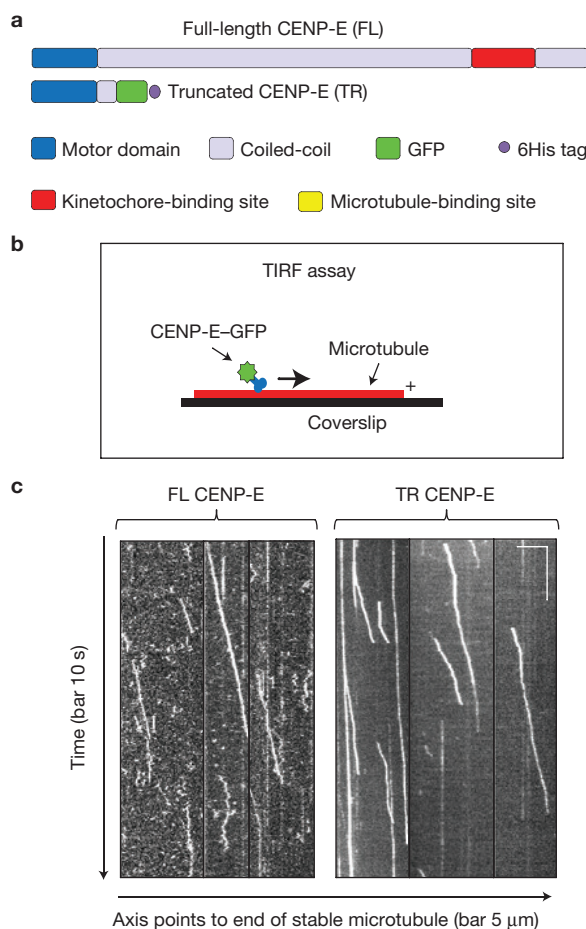 a
Full-length CENP-E (FL)
Truncated CENP-E (TR)
Motor domain
Coiled-coil
GFP
6His tag
Kinetochore-binding site
Microtubule-binding site
b
TIRF assay
CENP-E–GFP
Microtubule
+
Coverslip
c
FL CENP-E
TR CENP-E
Time (bar 10 s)
Axis points to end of stable microtubule (bar 5 μm)